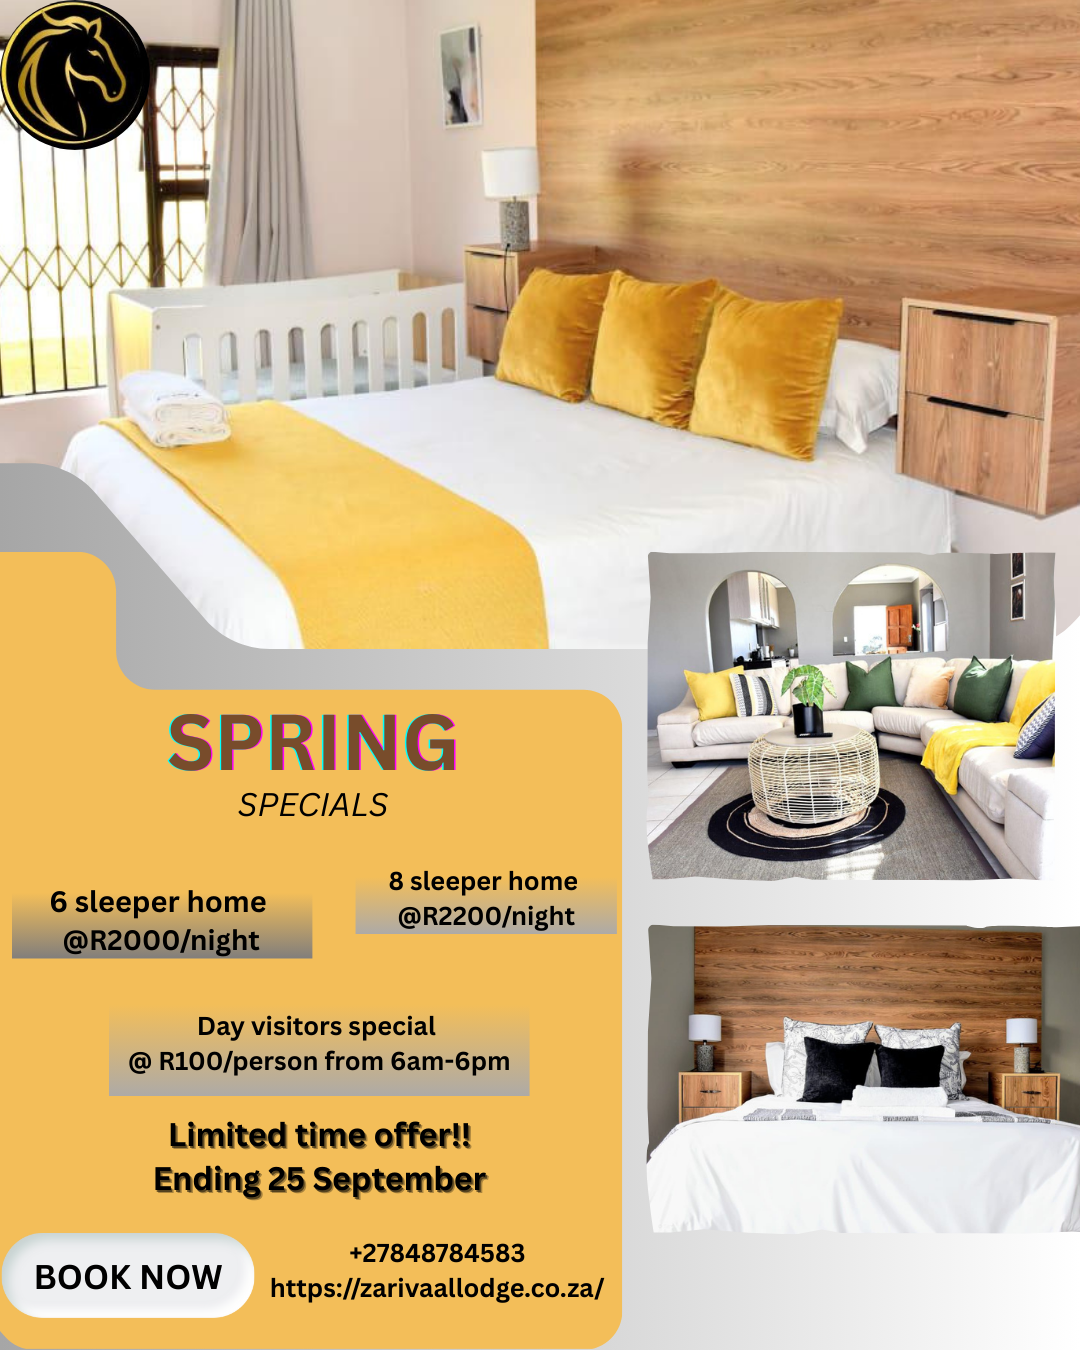 SPRING
SPECIALS
6 sleeper home
@R2000/night
8 sleeper home
@R2200/night
Day visitors special
@ R100/person from 6am-6pm
Limited time offer!!
Ending 25 September
BOOK NOW
+27848784583
https://zarivaallodge.co.za/